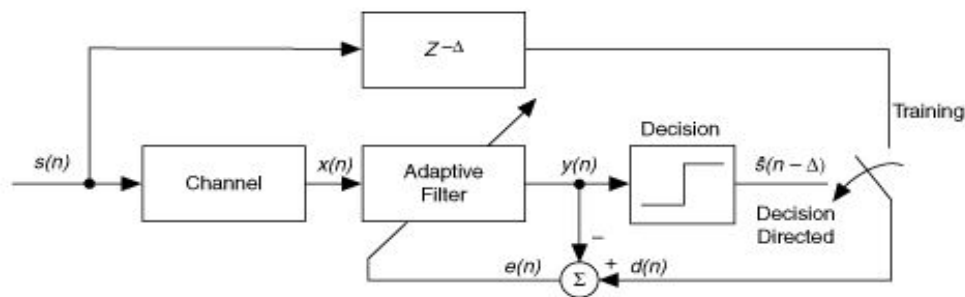 Z−Δ
Training
Decision
s(n)
Channel
x(n)
Adaptive
Filter
y(n)
ŝ(n − Δ)
Decision
Directed
−
e(n)
Σ
+
d(n)